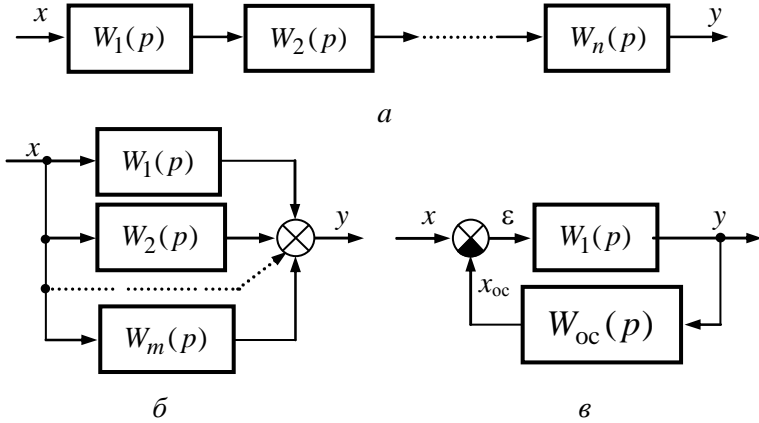 x W₁(p) W₂(p) Wₙ(p) y
а
x W₁(p)
W₂(p) y
Wₘ(p)
б
x ε W₁(p) y
xос Wос(p)
в